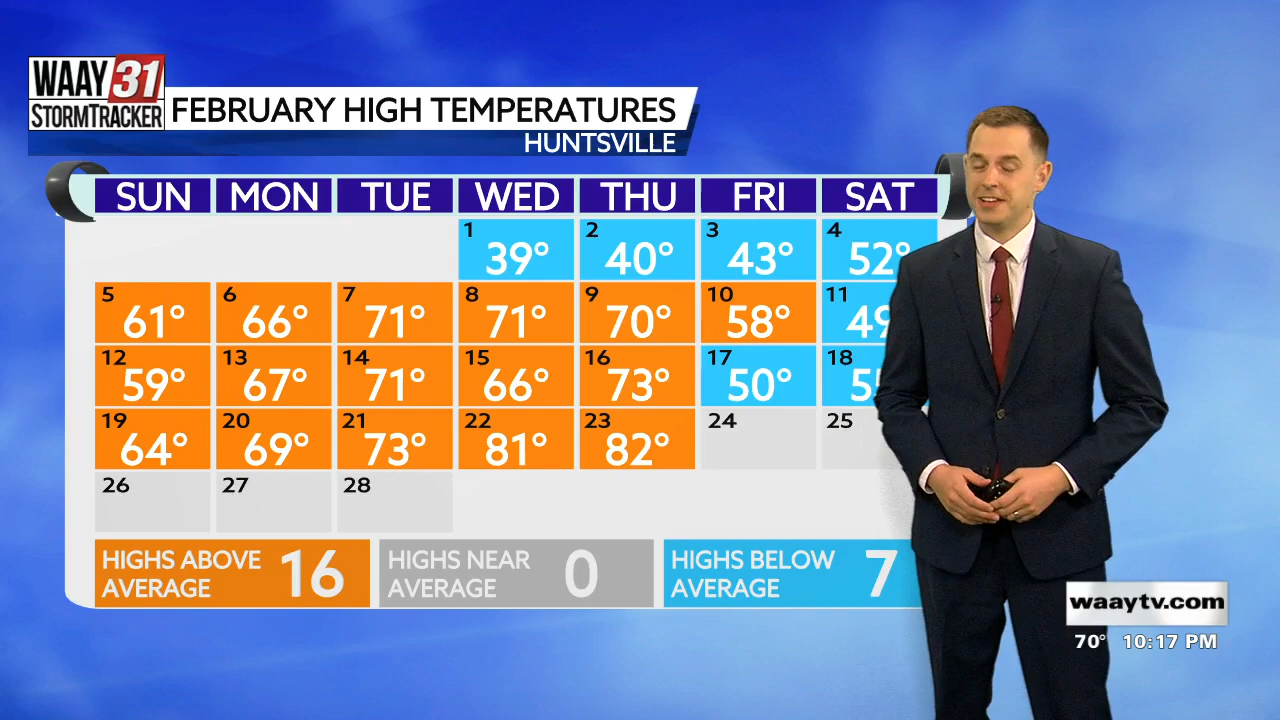 WAAY 31
STORMTRACKER
FEBRUARY HIGH TEMPERATURES
HUNTSVILLE
SUN MON TUE WED THU FRI SAT
1 2 3 4
39° 40° 43° 52°
5 6 7 8 9 10 11
61° 66° 71° 71° 70° 58° 49
12 13 14 15 16 17 18
59° 67° 71° 66° 73° 50° 5
19 20 21 22 23 24 25
64° 69° 73° 81° 82°
26 27 28
HIGHS ABOVE AVERAGE 16
HIGHS NEAR AVERAGE 0
HIGHS BELOW AVERAGE 7
waaytv.com
70° 10:17 PM